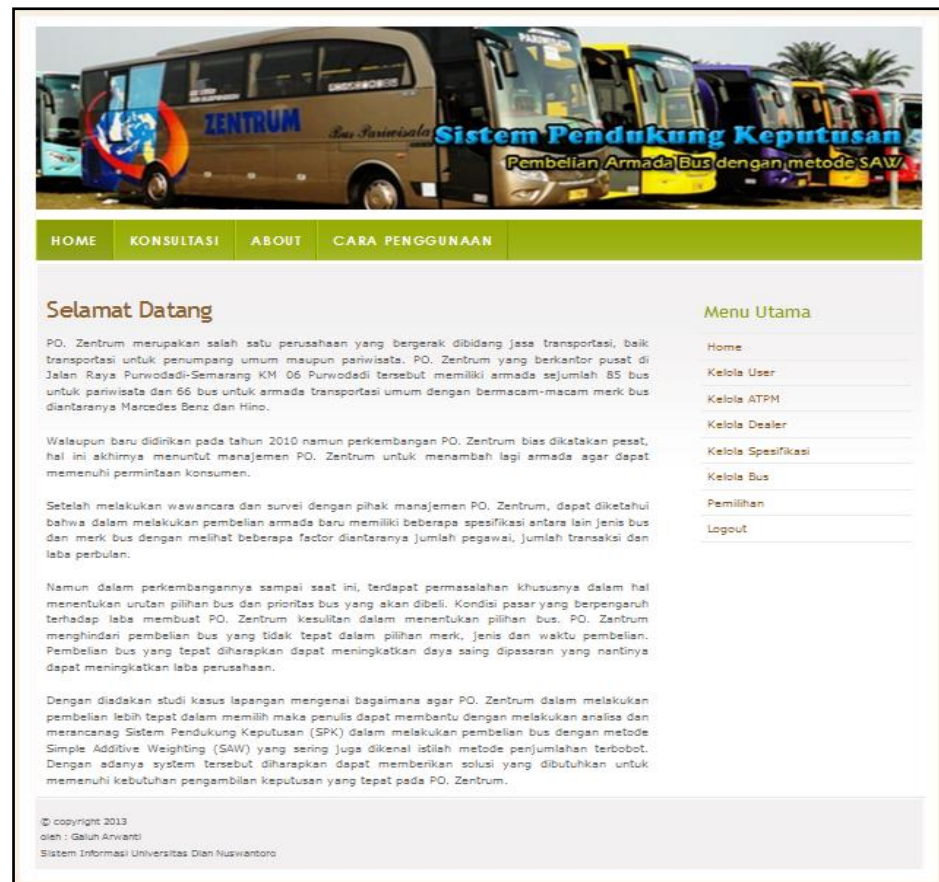 PARIWISATA
ZENTRUM
Bus Pariwisata
Sistem Pendukung Keputusan
Pembelian Armada Bus dengan metode SAW
HOME KONSULTASI ABOUT CARA PENGGUNAAN
Selamat Datang
PO. Zentrum merupakan salah satu perusahaan yang bergerak dibidang jasa transportasi, baik
transportasi untuk penumpang umum maupun pariwisata. PO. Zentrum yang berkantor pusat di
Jalan Raya Purwodadi-Semarang KM 06 Purwodadi tersebut memiliki armada sejumlah 85 bus
untuk pariwisata dan 66 bus untuk armada transportasi umum dengan bermacam-macam merk bus
diantaranya Marcedes Benz dan Hino.
Walaupun baru didirikan pada tahun 2010 namun perkembangan PO. Zentrum bias dikatakan pesat,
hal ini akhirnya menuntut manajemen PO. Zentrum untuk menambah lagi armada agar dapat
memenuhi permintaan konsumen.
Setelah melakukan wawancara dan survei dengan pihak manajemen PO. Zentrum, dapat diketahui
bahwa dalam melakukan pembelian armada baru memiliki beberapa spesifikasi antara lain jenis bus
dan merk bus dengan melihat beberapa factor diantaranya jumlah pegawai, jumlah transaksi dan
laba perbulan.
Namun dalam perkembangannya sampai saat ini, terdapat permasalahan khususnya dalam hal
menentukan urutan pilihan bus dan prioritas bus yang akan dibeli. Kondisi pasar yang berpengaruh
terhadap laba membuat PO. Zentrum kesulitan dalam menentukan pilihan bus. PO. Zantrum
menghindari pembelian bus yang tidak tepat dalam pilihan merk, jenis dan waktu pembelian.
Pembelian bus yang tepat diharapkan dapat meningkatkan daya saing dipasaran yang nantinya
dapat meningkatkan laba perusahaan.
Dengan diadakan studi kasus lapangan mengenai bagaimana agar PO. Zentrum dalam melakukan
pembelian lebih tepat dalam memilih maka penulis dapat membantu dengan melakukan analisa dan
merancanag Sistem Pendukung Keputusan (SPK) dalam melakukan pembelian bus dengan metode
Simple Additive Weighting (SAW) yang sering juga dikenal istilah metode penjumlahan terbobot.
Dengan adanya system tersebut diharapkan dapat memberikan solusi yang dibutuhkan untuk
memenuhi kebutuhan pengambilan keputusan yang tepat pada PO. Zentrum.
Menu Utama
Home
Kelola User
Kelola ATPM
Kelola Dealer
Kelola Spesifikasi
Kelola Bus
Pemilihan
Logout
© copyright 2013
oleh : Galuh Arwanti
Sistem Informasi Universitas Dian Nuswantoro